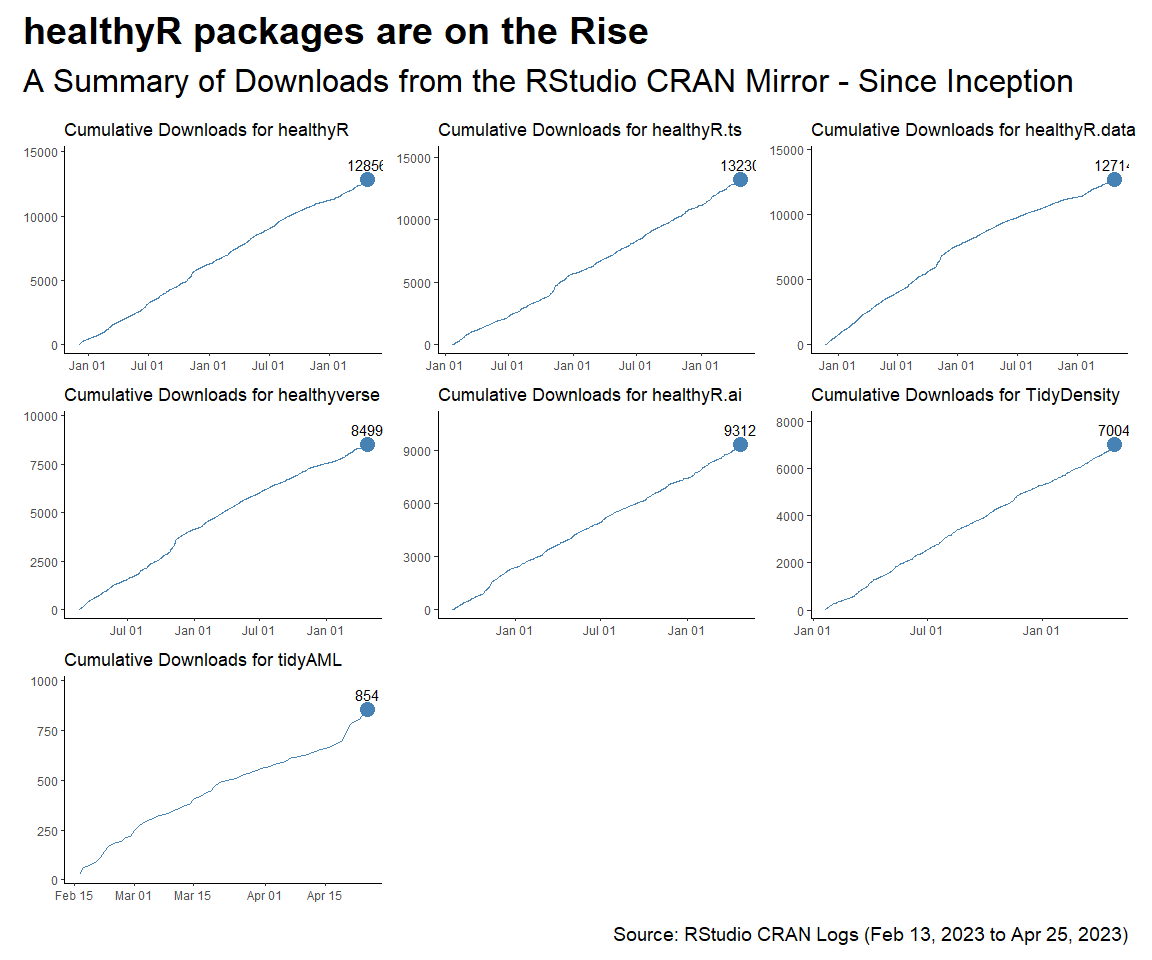 healthyR packages are on the Rise
A Summary of Downloads from the RStudio CRAN Mirror - Since Inception
Cumulative Downloads for healthyR
15000
10000
5000
0
12856
Jan 01 Jul 01 Jan 01 Jul 01 Jan 01
Cumulative Downloads for healthyR.ts
15000
10000
5000
0
13230
Jan 01 Jul 01 Jan 01 Jul 01 Jan 01
Cumulative Downloads for healthyR.data
15000
10000
5000
0
12714
Jan 01 Jul 01 Jan 01 Jul 01 Jan 01
Cumulative Downloads for healthyverse
10000
7500
5000
2500
0
8499
Jul 01 Jan 01 Jul 01 Jan 01
Cumulative Downloads for healthyR.ai
9000
6000
3000
0
9312
Jan 01 Jul 01 Jan 01
Cumulative Downloads for TidyDensity
8000
6000
4000
2000
0
7004
Jan 01 Jul 01 Jan 01
Cumulative Downloads for tidyAML
1000
750
500
250
0
854
Feb 15 Mar 01 Mar 15 Apr 01 Apr 15
Source: RStudio CRAN Logs (Feb 13, 2023 to Apr 25, 2023)